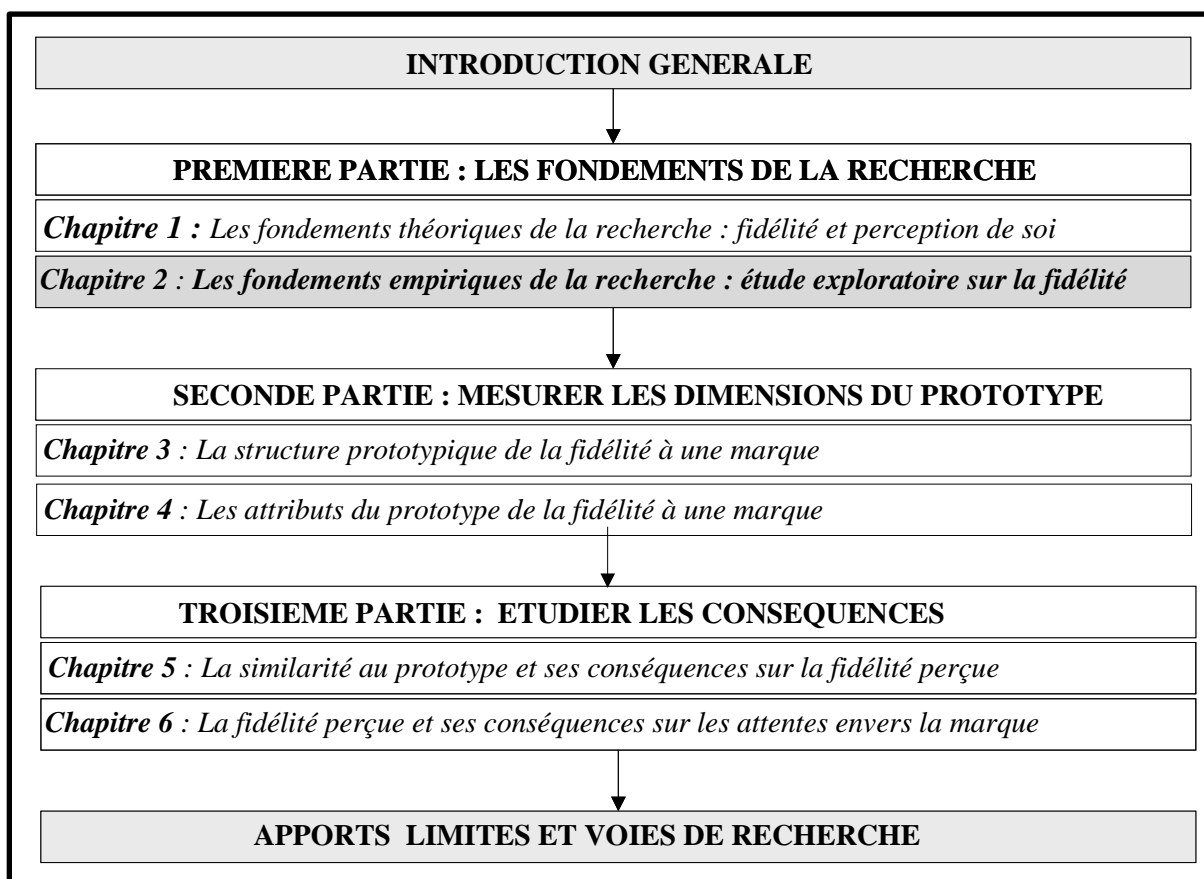 INTRODUCTION GENERALE
PREMIERE PARTIE : LES FONDEMENTS DE LA RECHERCHE
Chapitre 1 : Les fondements théoriques de la recherche : fidélité et perception de soi
Chapitre 2 : Les fondements empiriques de la recherche : étude exploratoire sur la fidélité
SECONDE PARTIE : MESURER LES DIMENSIONS DU PROTOTYPE
Chapitre 3 : La structure prototypique de la fidélité à une marque
Chapitre 4 : Les attributs du prototype de la fidélité à une marque
TROISIEME PARTIE : ETUDIER LES CONSEQUENCES
Chapitre 5 : La similarité au prototype et ses conséquences sur la fidélité perçue
Chapitre 6 : La fidélité perçue et ses conséquences sur les attentes envers la marque
APPORTS LIMITES ET VOIES DE RECHERCHE